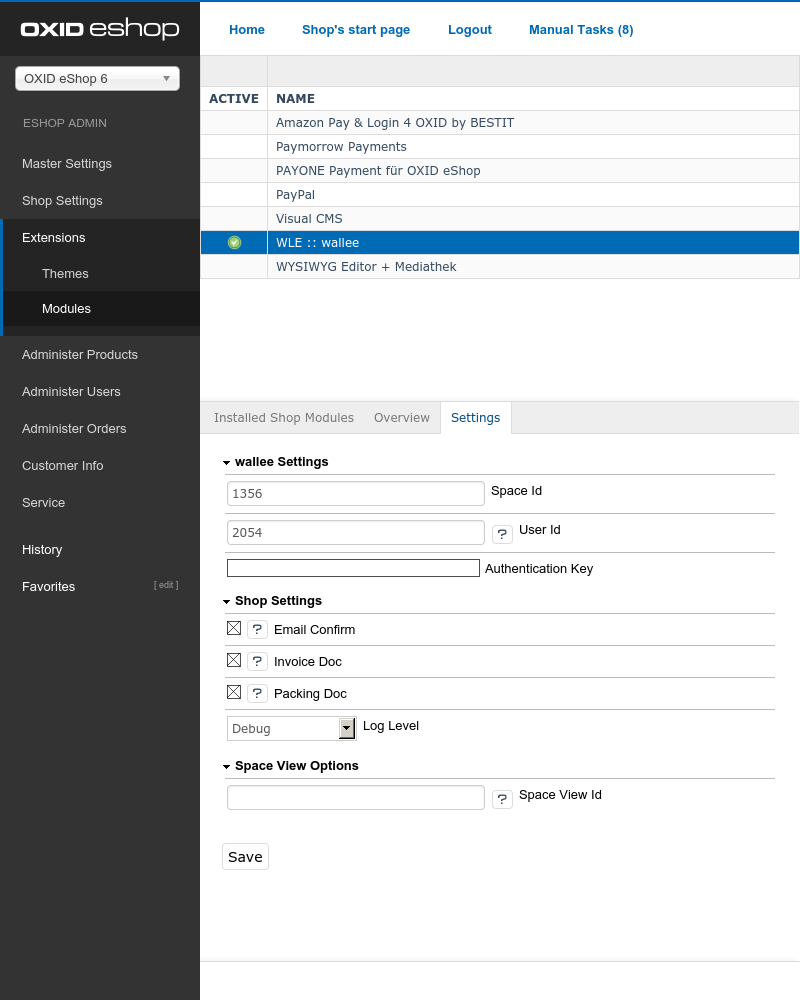 OXID eshop
Home Shop's start page Logout Manual Tasks (8)
OXID eShop 6
ESHOP ADMIN
Master Settings
Shop Settings
Extensions
Themes
Modules
Administer Products
Administer Users
Administer Orders
Customer Info
Service
History
Favorites [ edit ]
ACTIVE NAME
Amazon Pay & Login 4 OXID by BESTIT
Paymorrow Payments
PAYONE Payment für OXID eShop
PayPal
Visual CMS
WLE :: wallee
WYSIWYG Editor + Mediathek
Installed Shop Modules Overview Settings
wallee Settings
1356 Space Id
2054 ? User Id
Authentication Key
Shop Settings
? Email Confirm
? Invoice Doc
? Packing Doc
Debug Log Level
Space View Options
? Space View Id
Save